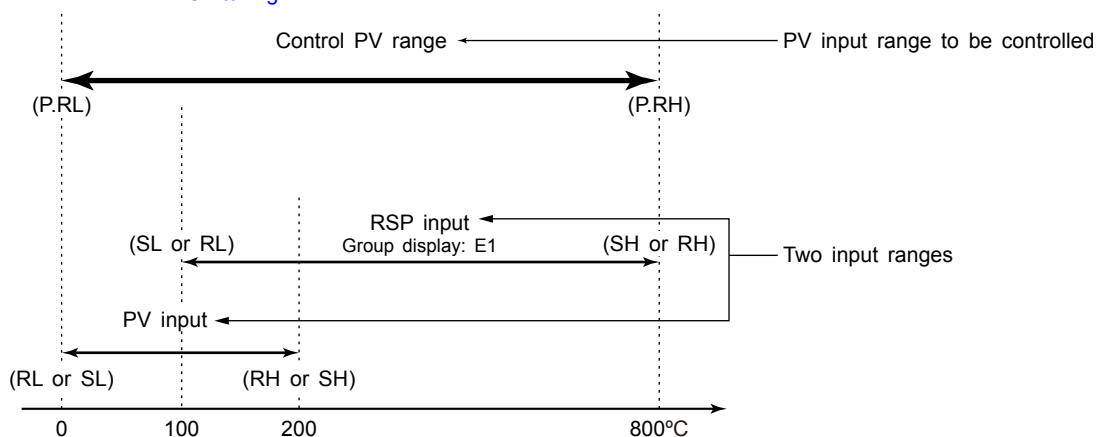 Control PV range
PV input range to be controlled
(P.RL)
(P.RH)
RSP input
(SL or RL)
Group display: E1
(SH or RH)
Two input ranges
PV input
(RL or SL)
(RH or SH)
0
100
200
800°C